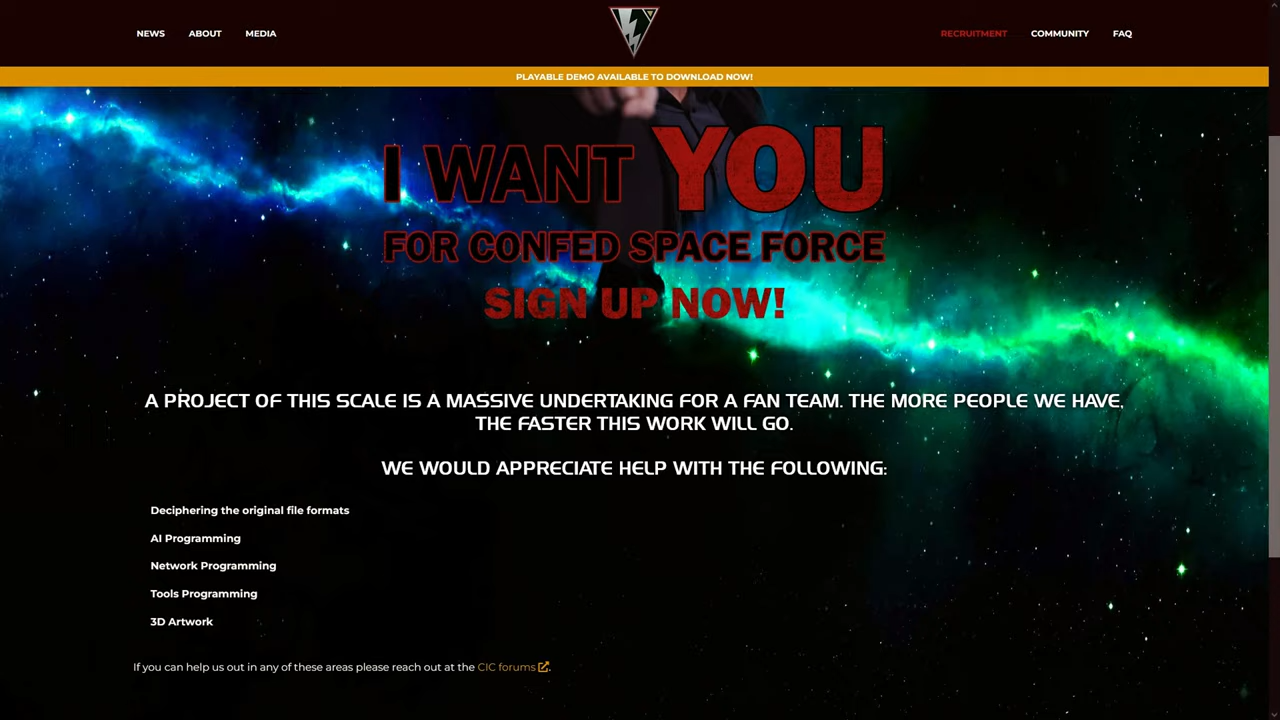 NEWS ABOUT MEDIA RECRUITMENT COMMUNITY FAQ
PLAYABLE DEMO AVAILABLE TO DOWNLOAD NOW!
I WANT YOU
FOR CONFED SPACE FORCE
SIGN UP NOW!
A PROJECT OF THIS SCALE IS A MASSIVE UNDERTAKING FOR A FAN TEAM. THE MORE PEOPLE WE HAVE,
THE FASTER THIS WORK WILL GO.
WE WOULD APPRECIATE HELP WITH THE FOLLOWING:
Deciphering the original file formats
AI Programming
Network Programming
Tools Programming
3D Artwork
If you can help us out in any of these areas please reach out at the CIC forums.